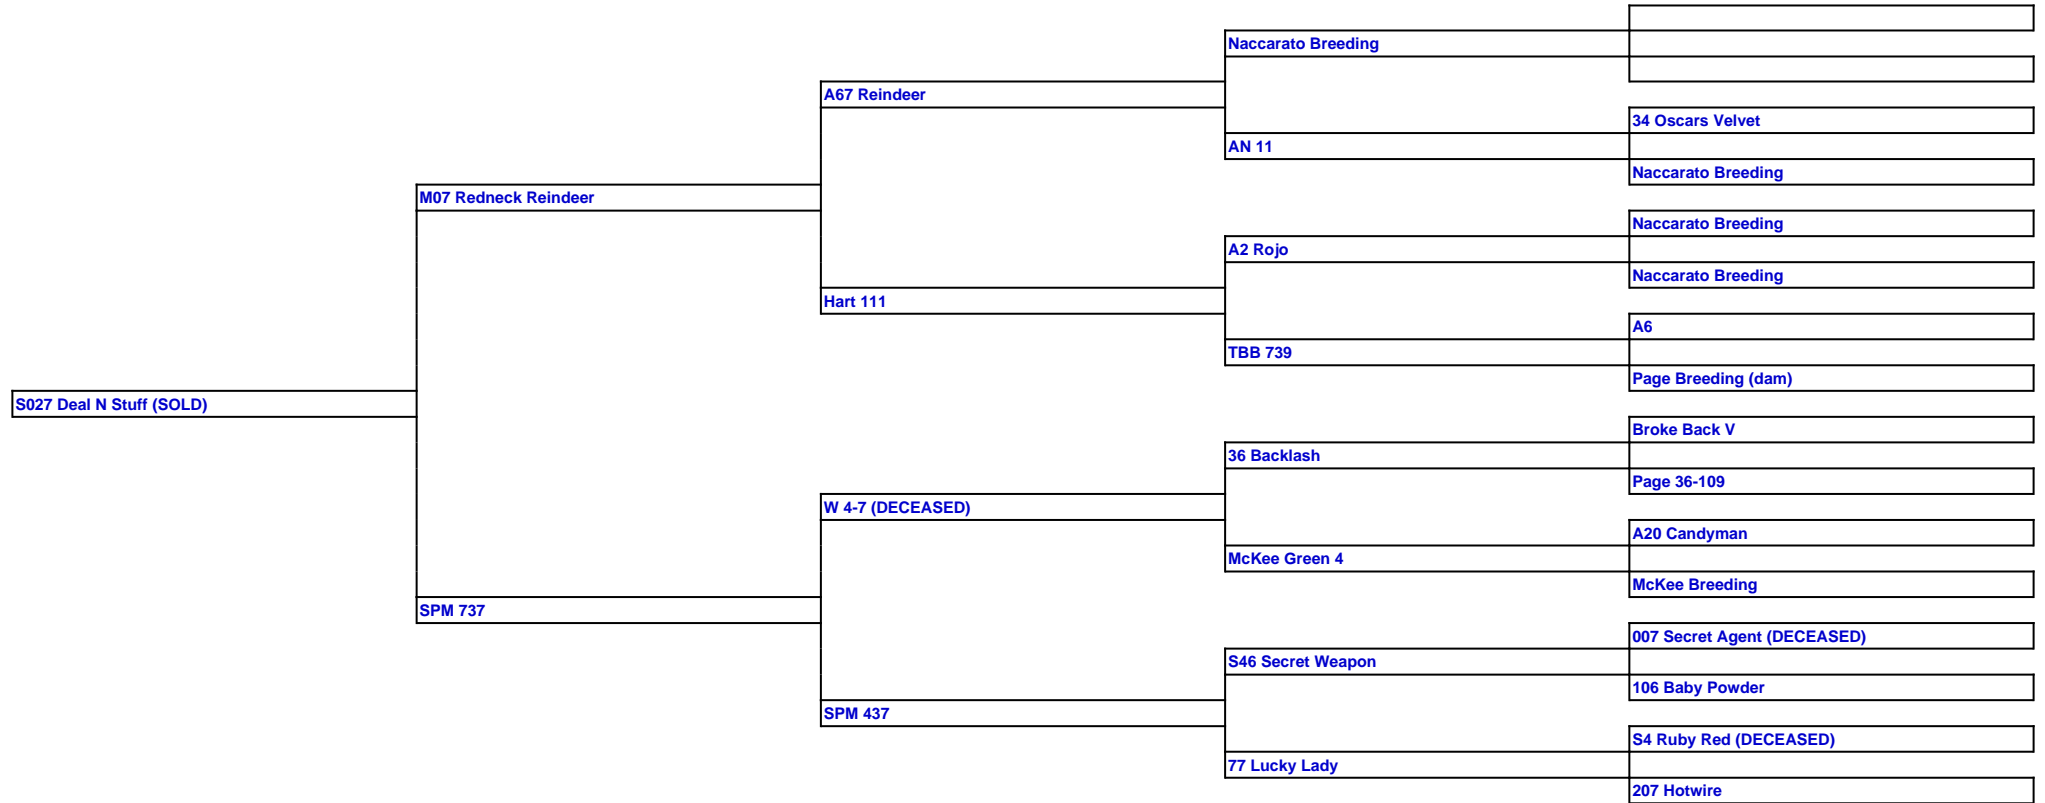 Naccarato Breeding
A67 Reindeer
34 Oscars Velvet
AN 11
Naccarato Breeding
M07 Redneck Reindeer
Naccarato Breeding
A2 Rojo
Naccarato Breeding
Hart 111
A6
TBB 739
Page Breeding (dam)
S027 Deal N Stuff (SOLD)
Broke Back V
36 Backlash
Page 36-109
W 4-7 (DECEASED)
A20 Candyman
McKee Green 4
McKee Breeding
SPM 737
007 Secret Agent (DECEASED)
S46 Secret Weapon
106 Baby Powder
SPM 437
S4 Ruby Red (DECEASED)
77 Lucky Lady
207 Hotwire